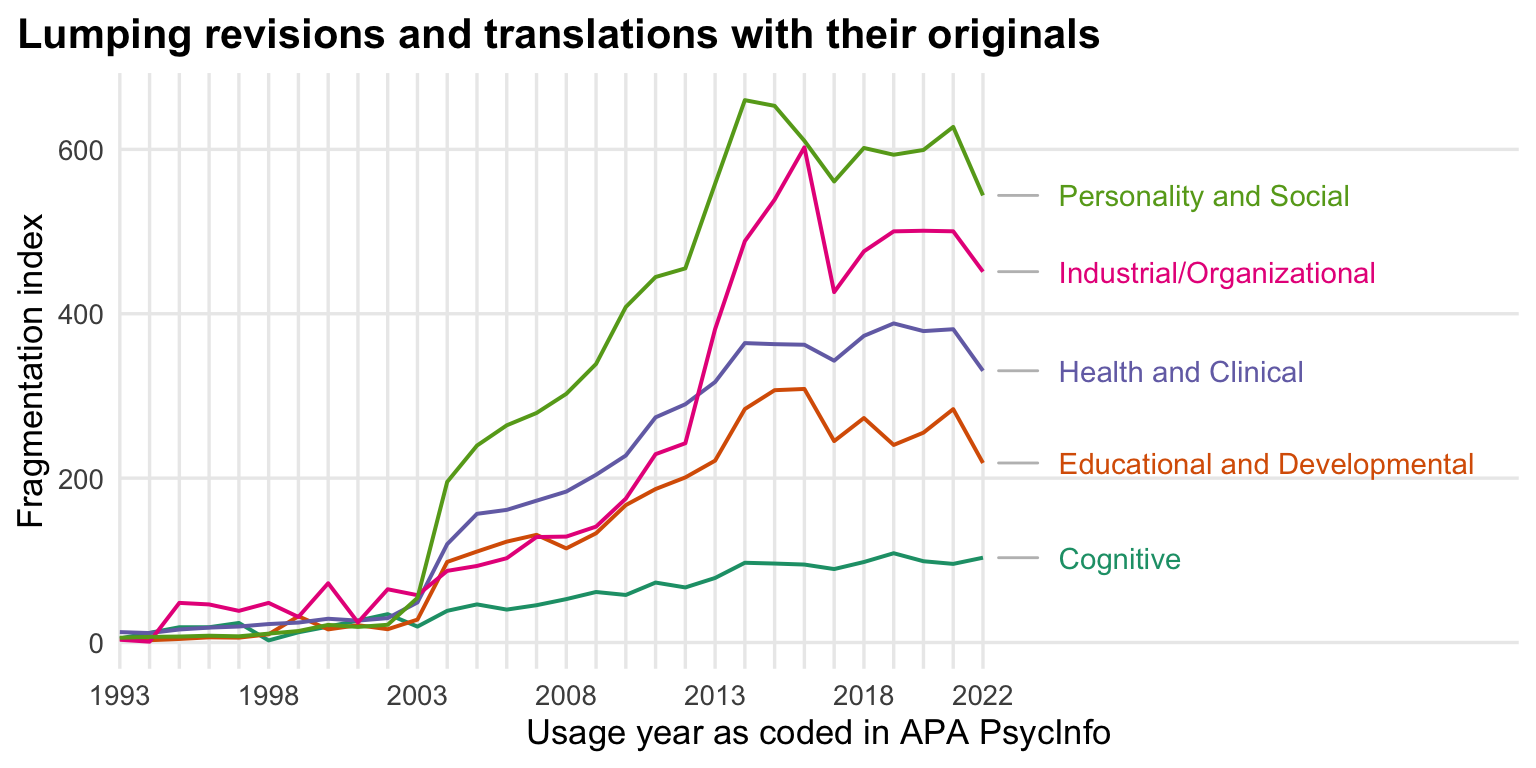 Lumping revisions and translations with their originals
Fragmentation index
600
400
200
0
Personality and Social
Industrial/Organizational
Health and Clinical
Educational and Developmental
Cognitive
1993 1998 2003 2008 2013 2018 2022
Usage year as coded in APA PsycInfo